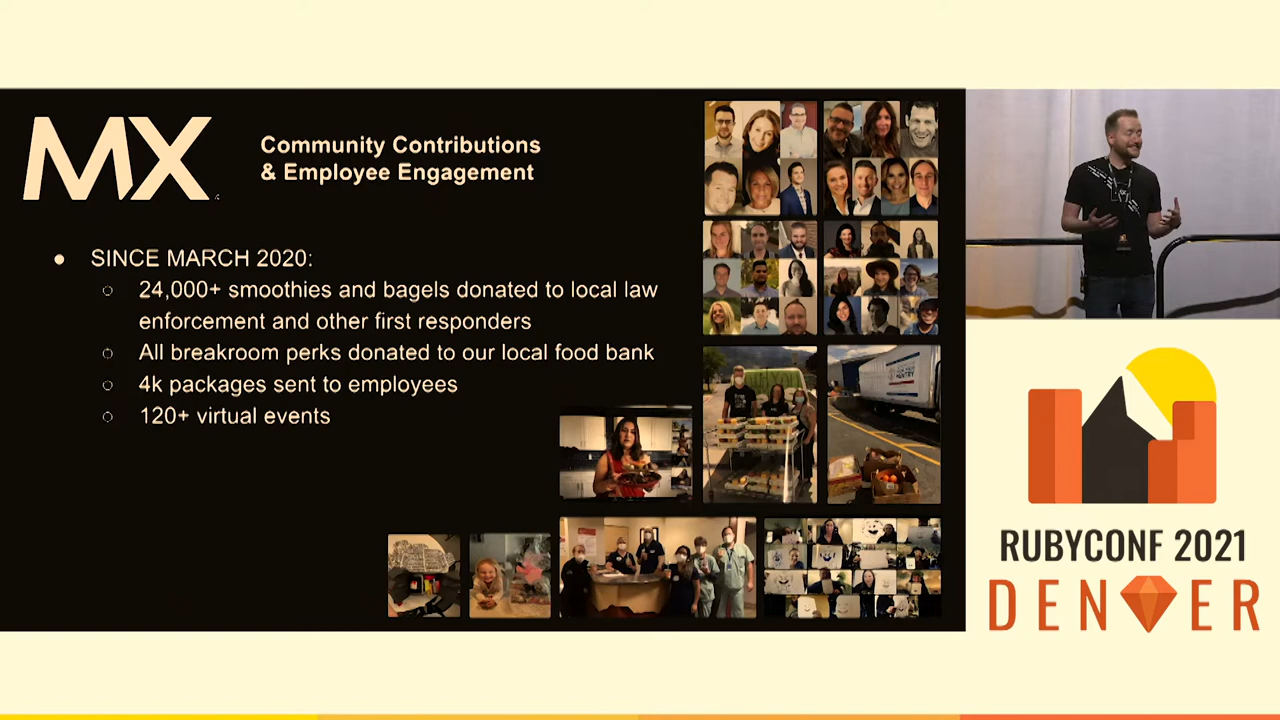 MX
Community Contributions
& Employee Engagement
SINCE MARCH 2020:
24,000+ smoothies and bagels donated to local law
enforcement and other first responders
All breakroom perks donated to our local food bank
4k packages sent to employees
120+ virtual events
RUBYCONF 2021
DENVER